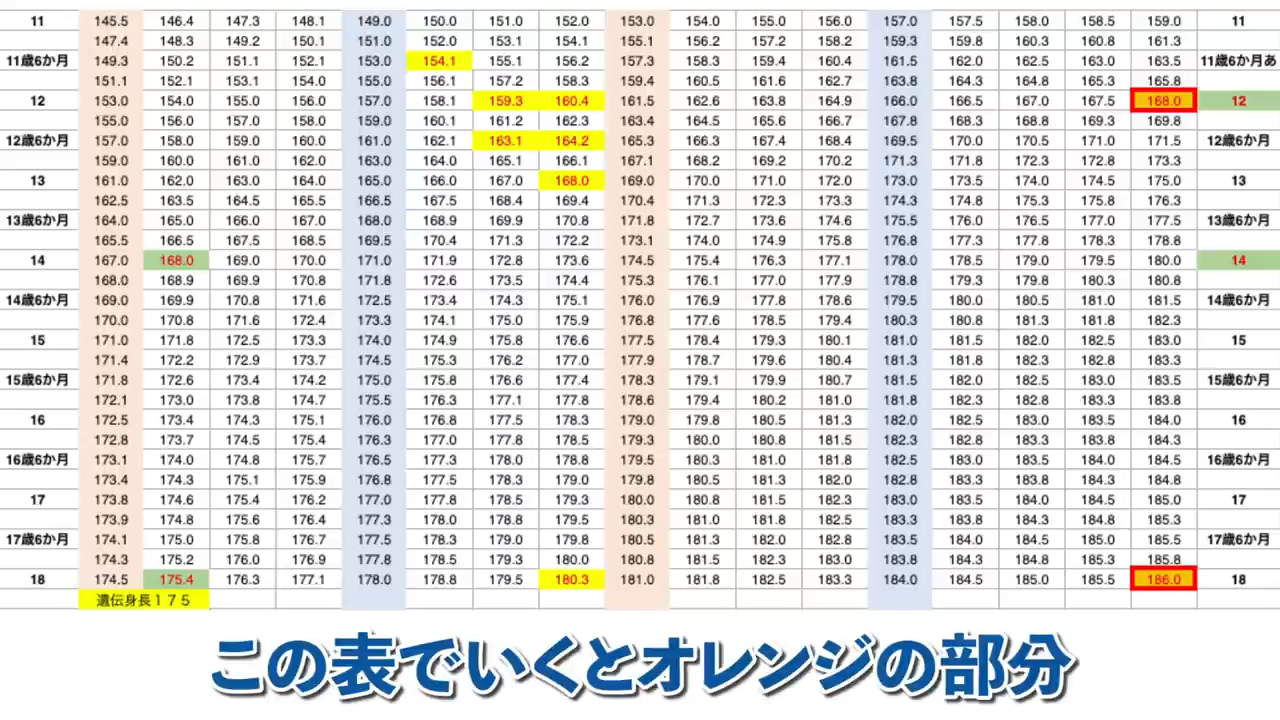 11 145.5 146.4 147.3 148.1 149.0 150.0 151.0 152.0 153.0 154.0 155.0 156.0 157.0 157.5 158.0 158.5 159.0 11
147.4 148.3 149.2 150.1 151.0 152.0 153.1 154.1 155.1 156.2 157.2 158.2 159.3 159.8 160.3 160.8 161.3
11歳6か月 149.3 150.2 151.1 152.1 153.0 154.1 155.1 156.2 157.3 158.3 159.4 160.4 161.5 162.0 162.5 163.0 163.5 11歳6か月あ
151.1 152.1 153.1 154.0 155.0 156.1 157.2 158.3 159.4 160.5 161.6 162.7 163.8 164.3 164.8 165.3 165.8
12 153.0 154.0 155.0 156.0 157.0 158.1 159.3 160.4 161.5 162.6 163.8 164.9 166.0 166.5 167.0 167.5 168.0 12
155.0 156.0 157.0 158.0 159.0 160.1 161.2 162.3 163.4 164.5 165.6 166.7 167.8 168.3 168.8 169.3 169.8
12歳6か月 157.0 158.0 159.0 160.0 161.0 162.1 163.1 164.2 165.3 166.3 167.4 168.4 169.5 170.0 170.5 171.0 171.5 12歳6か月
159.0 160.0 161.0 162.0 163.0 164.0 165.1 166.1 167.1 168.2 169.2 170.2 171.3 171.8 172.3 172.8 173.3
13 161.0 162.0 163.0 164.0 165.0 166.0 167.0 168.0 169.0 170.0 171.0 172.0 173.0 173.5 174.0 174.5 175.0 13
162.5 163.5 164.5 165.5 166.5 167.5 168.4 169.4 170.4 171.3 172.3 173.3 174.3 174.8 175.3 175.8 176.3
13歳6か月 164.0 165.0 166.0 167.0 168.0 168.9 169.9 170.8 171.8 172.7 173.6 174.6 175.5 176.0 176.5 177.0 177.5 13歳6か月
165.5 166.5 167.5 168.5 169.5 170.4 171.3 172.2 173.1 174.0 174.9 175.8 176.8 177.3 177.8 178.3 178.8
14 167.0 168.0 169.0 170.0 171.0 171.9 172.8 173.6 174.5 175.4 176.3 177.1 178.0 178.5 179.0 179.5 180.0 14
168.0 168.9 169.9 170.8 171.8 172.6 173.5 174.4 175.3 176.1 177.0 177.9 178.8 179.3 179.8 180.3 180.8
14歳6か月 169.0 169.9 170.8 171.6 172.5 173.4 174.3 175.1 176.0 176.9 177.8 178.6 179.5 180.0 180.5 181.0 181.5 14歳6か月
170.0 170.8 171.6 172.4 173.3 174.1 175.0 175.9 176.8 177.6 178.5 179.4 180.3 180.8 181.3 181.8 182.3
15 171.0 171.8 172.5 173.3 174.0 174.9 175.8 176.6 177.5 178.4 179.3 180.1 181.0 181.5 182.0 182.5 183.0 15
171.4 172.2 172.9 173.7 174.5 175.3 176.2 177.0 177.9 178.7 179.6 180.4 181.3 181.8 182.3 182.8 183.3
15歳6か月 171.8 172.6 173.4 174.2 175.0 175.8 176.6 177.4 178.3 179.1 179.9 180.7 181.5 182.0 182.5 183.0 183.5 15歳6か月
172.1 173.0 173.8 174.7 175.5 176.3 177.1 177.8 178.6 179.4 180.2 181.0 181.8 182.3 182.8 183.3 183.8
16 172.5 173.4 174.3 175.1 176.0 176.8 177.5 178.3 179.0 179.8 180.5 181.3 182.0 182.5 183.0 183.5 184.0 16
172.8 173.7 174.5 175.4 176.3 177.0 177.8 178.5 179.3 180.0 180.8 181.5 182.3 182.8 183.3 183.8 184.3
16歳6か月 173.1 174.0 174.8 175.7 176.5 177.3 178.0 178.8 179.5 180.3 181.0 181.8 182.5 183.0 183.5 184.0 184.5 16歳6か月
173.4 174.3 175.1 175.9 176.8 177.5 178.3 179.0 179.8 180.5 181.3 182.0 182.8 183.3 183.8 184.3 184.8
17 173.8 174.6 175.4 176.2 177.0 177.8 178.5 179.3 180.0 180.8 181.5 182.3 183.0 183.5 184.0 184.5 185.0 17
173.9 174.8 175.6 176.4 177.3 178.0 178.8 179.5 180.3 181.0 181.8 182.5 183.3 183.8 184.3 184.8 185.3
17歳6か月 174.1 175.0 175.8 176.7 177.5 178.3 179.0 179.8 180.5 181.3 182.0 182.8 183.5 184.0 184.5 185.0 185.5 17歳6か月
174.3 175.2 176.0 176.9 177.8 178.5 179.3 180.0 180.8 181.5 182.3 183.0 183.8 184.3 184.8 185.3 185.8
18 174.5 175.4 176.3 177.1 178.0 178.8 179.5 180.3 181.0 181.8 182.5 183.3 184.0 184.5 185.0 185.5 186.0 18
遺伝身長１７５
この表でいくとオレンジの部分